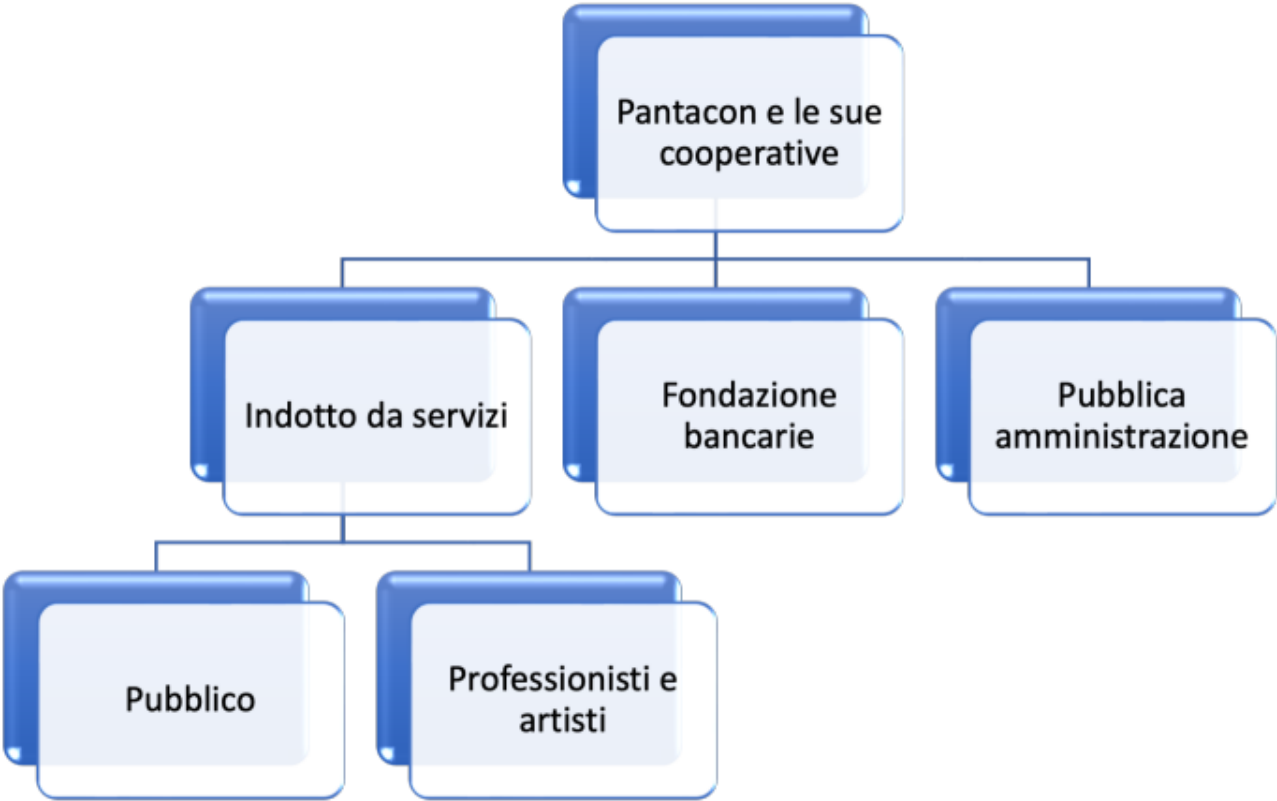 Pantacon e le sue
cooperative
Indotto da servizi
Fondazione
bancarie
Pubblica
amministrazione
Pubblico
Professionisti e
artisti